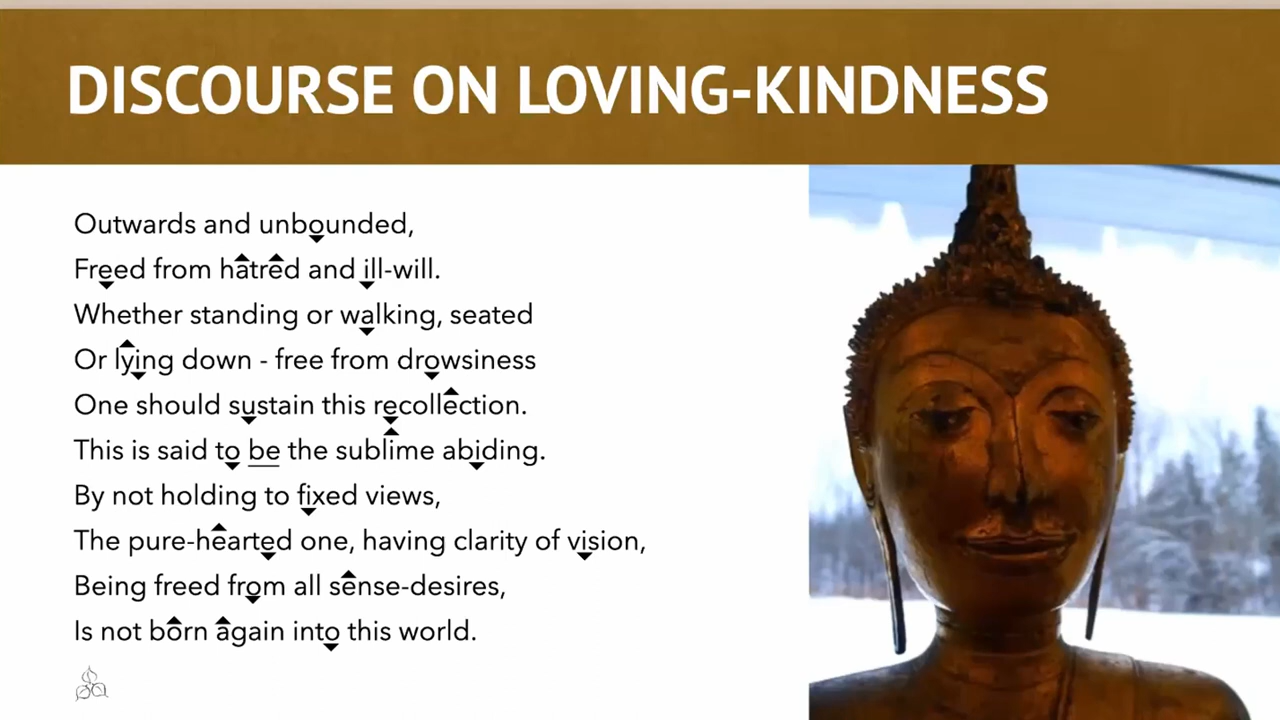 DISCOURSE ON LOVING-KINDNESS
Outwards and unbounded,
Freed from hatred and ill-will.
Whether standing or walking, seated
Or lying down - free from drowsiness
One should sustain this recollection.
This is said to be the sublime abiding.
By not holding to fixed views,
The pure-hearted one, having clarity of vision,
Being freed from all sense-desires,
Is not born again into this world.